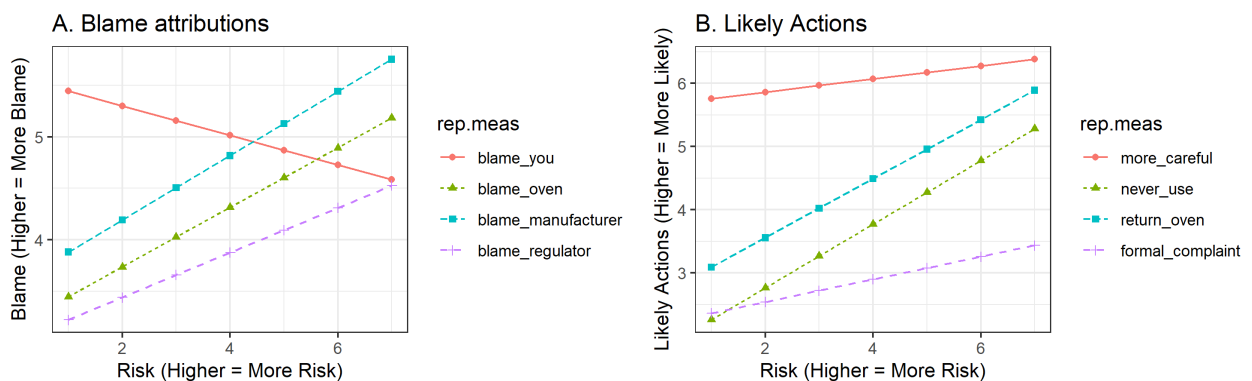 A. Blame attributions
Blame (Higher = More Blame)
5
4
2
4
6
Risk (Higher = More Risk)
rep.meas
blame_you
blame_oven
blame_manufacturer
blame_regulator
B. Likely Actions
Likely Actions (Higher = More Likely)
6
5
4
3
2
4
6
Risk (Higher = More Risk)
rep.meas
more_careful
never_use
return_oven
formal_complaint